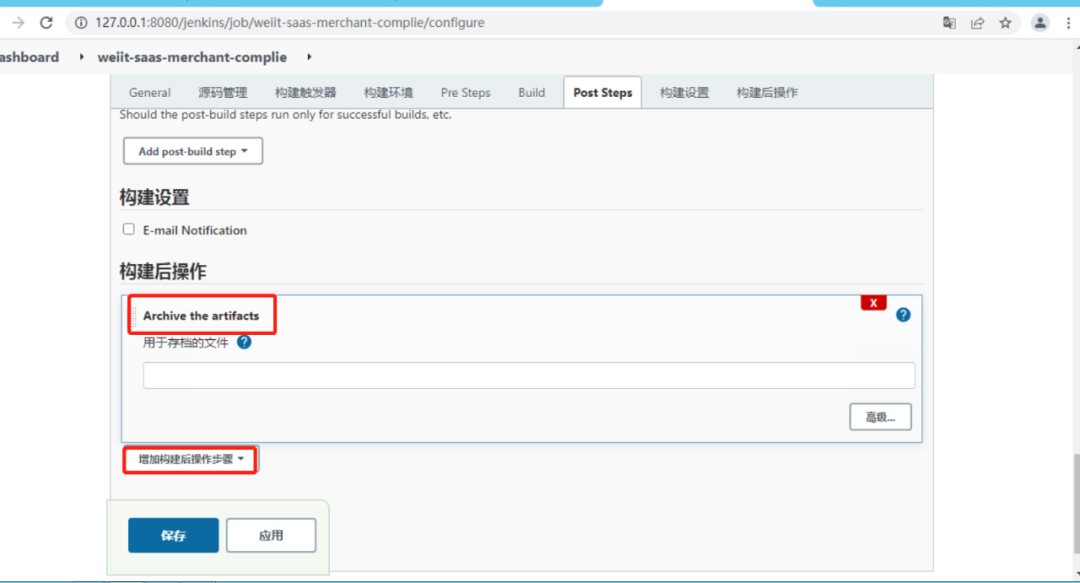 127.0.0.1:8080/jenkins/job/weiit-saas-merchant-complie/configure
ashboard weiit-saas-merchant-complie
General 源码管理 构建触发器 构建环境 Pre Steps Build Post Steps 构建设置 构建后操作
Should the post-build steps run only for successful builds, etc.
Add post-build step
构建设置
E-mail Notification
构建后操作
X
Archive the artifacts ?
用于存档的文件 ?
高级...
增加构建后操作步骤
保存 应用